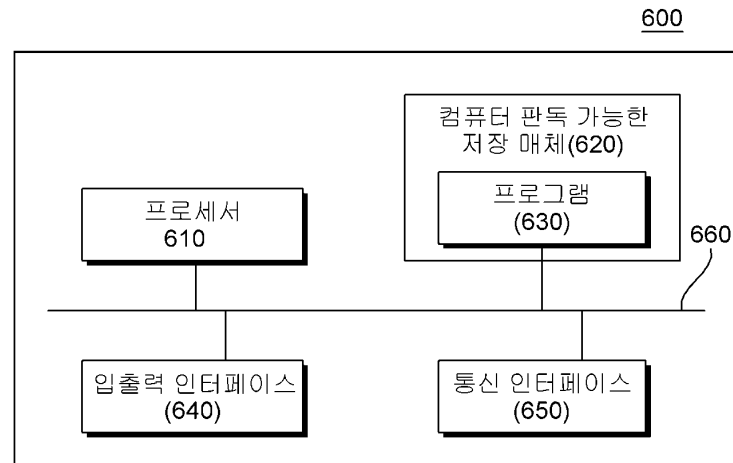 600
컴퓨터 판독 가능한
저장 매체(620)
프로그램
(630)
프로세서
610
660
입출력 인터페이스
(640)
통신 인터페이스
(650)